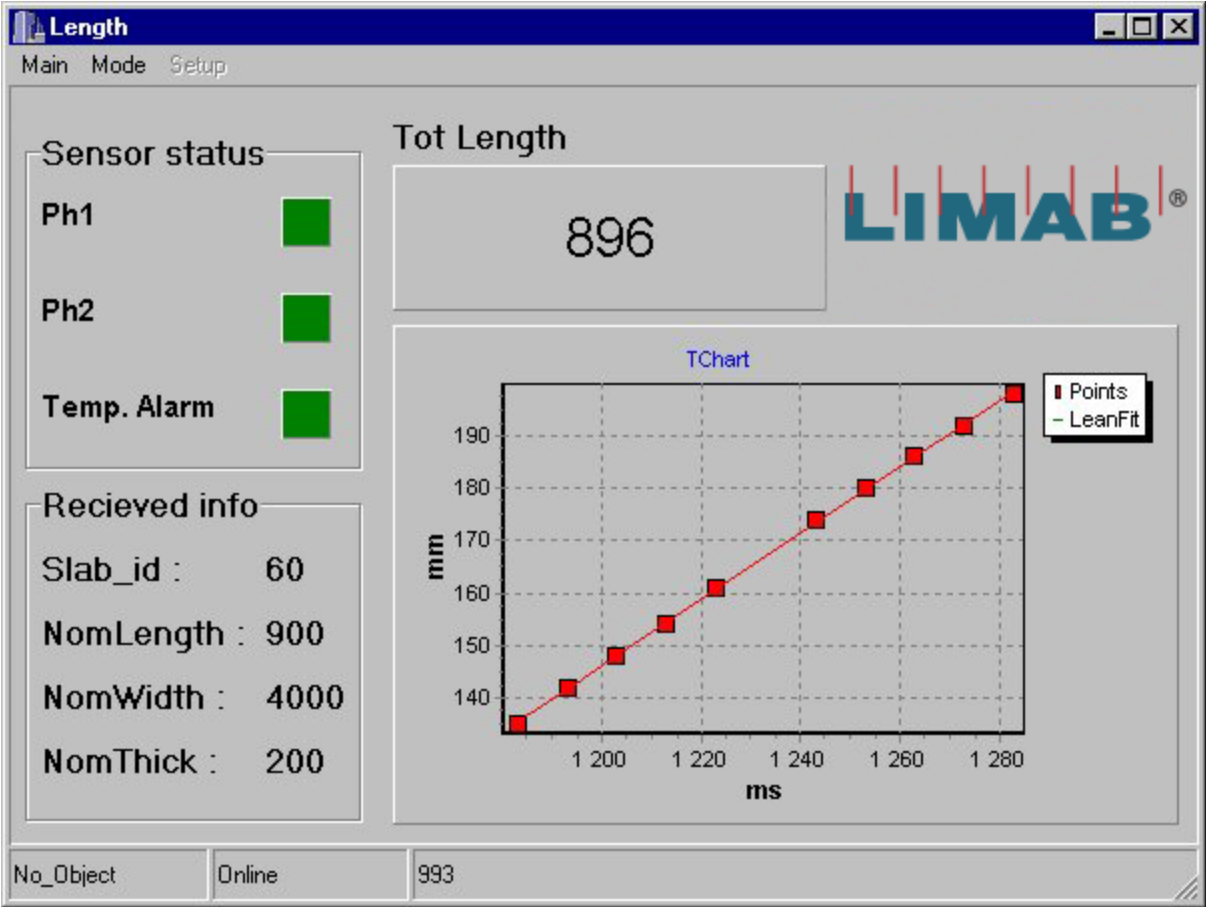 Length
Main Mode Setup
Sensor status
Ph1
Ph2
Temp. Alarm
Recieved info
Slab_id : 60
NomLength : 900
NomWidth : 4000
NomThick : 200
Tot Length
896
LIMAB®
TChart
Points
LeanFit
mm
190
180
170
160
150
140
1 200 1 220 1 240 1 260 1 280
ms
No_Object Online 993